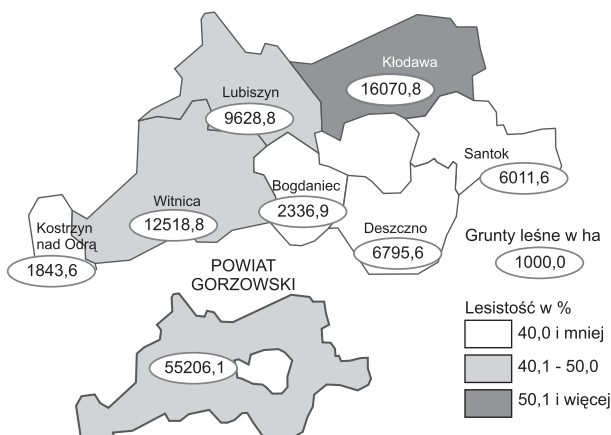 Kłodawa
16070,8
Lubiszyn
9628,8
Santok
6011,6
Bogdaniec
2336,9
Witnica
12518,8
Deszczno
6795,6
Kostrzyn
nad Odrą
1843,6
Grunty leśne w ha
1000,0
POWIAT
GORZOWSKI
55206,1
Lesistość w %
40,0 i mniej
40,1 - 50,0
50,1 i więcej